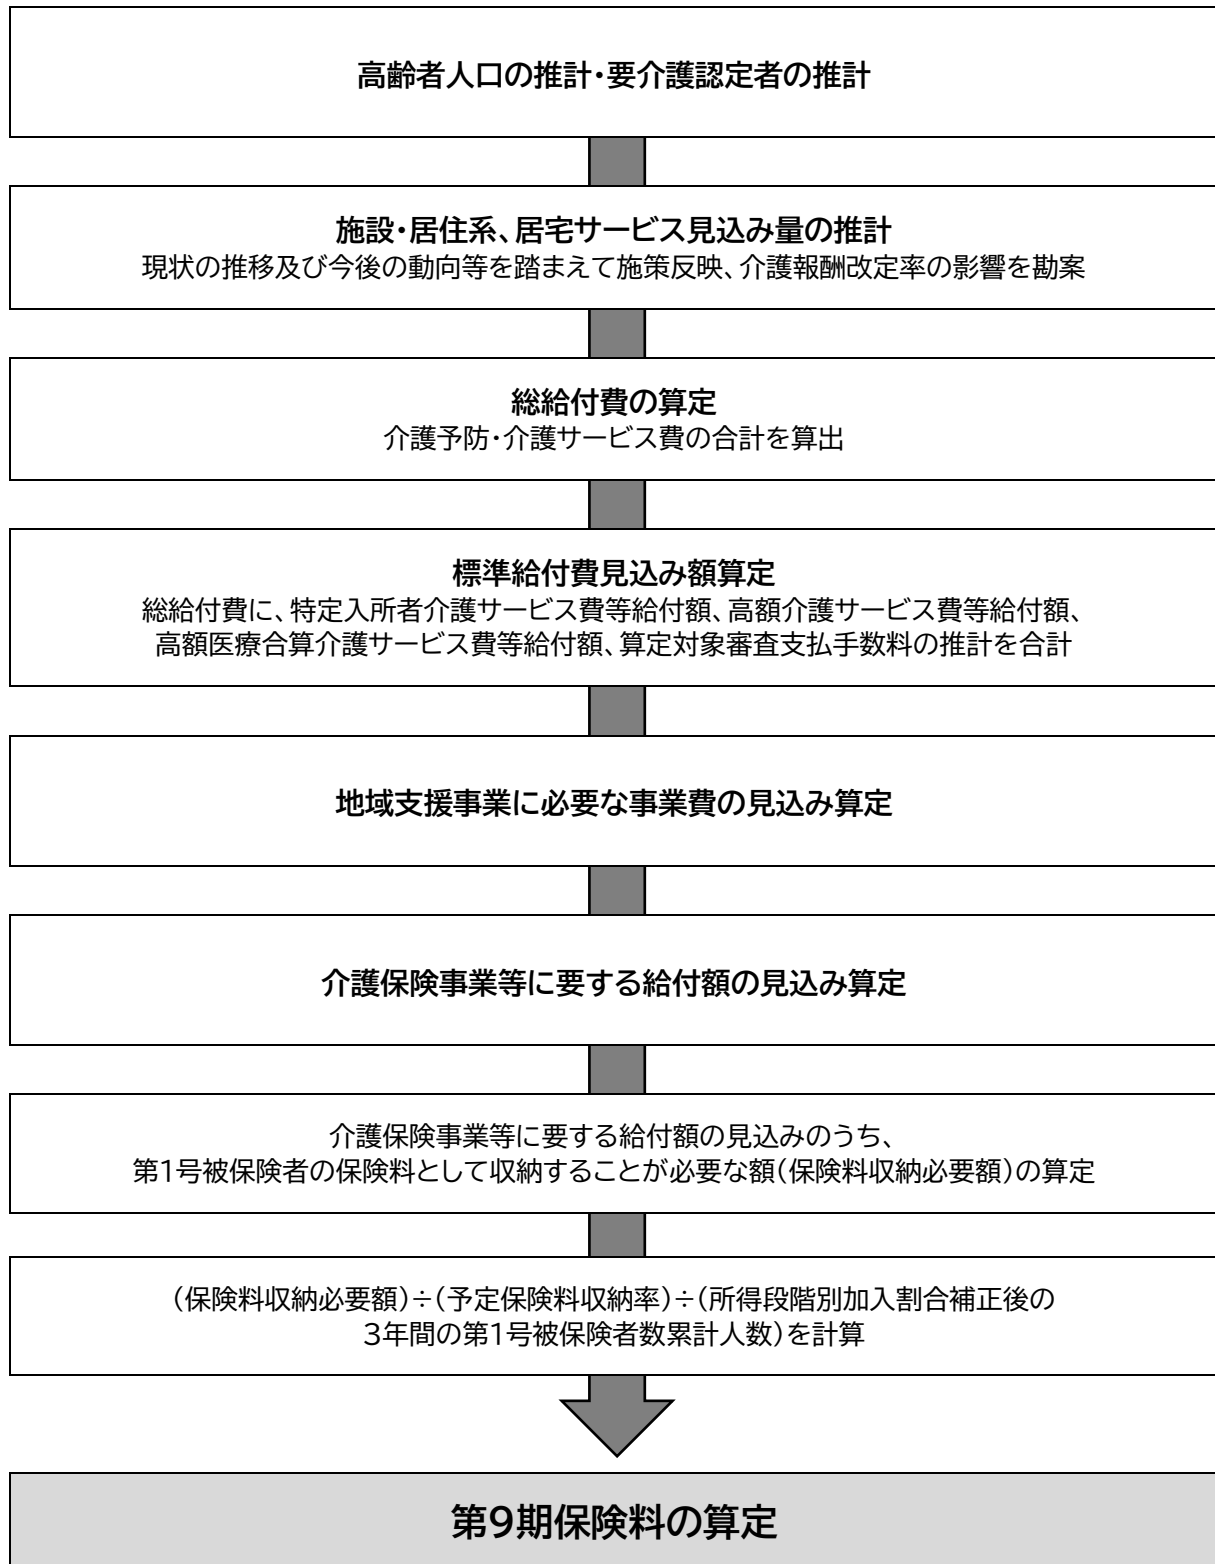 高齢者人口の推計・要介護認定者の推計
施設・居住系、居宅サービス見込み量の推計
現状の推移及び今後の動向等を踏まえて施策反映、介護報酬改定率の影響を勘案
総給付費の算定
介護予防・介護サービス費の合計を算出
標準給付費見込み額算定
総給付費に、特定入所者介護サービス費等給付額、高額介護サービス費等給付額、
高額医療合算介護サービス費等給付額、算定対象審査支払手数料の推計を合計
地域支援事業に必要な事業費の見込み算定
介護保険事業等に要する給付額の見込み算定
介護保険事業等に要する給付額の見込みのうち、
第1号被保険者の保険料として収納することが必要な額（保険料収納必要額）の算定
（保険料収納必要額）÷（予定保険料収納率）÷（所得段階別加入割合補正後の
3年間の第1号被保険者数累計人数）を計算
第9期保険料の算定